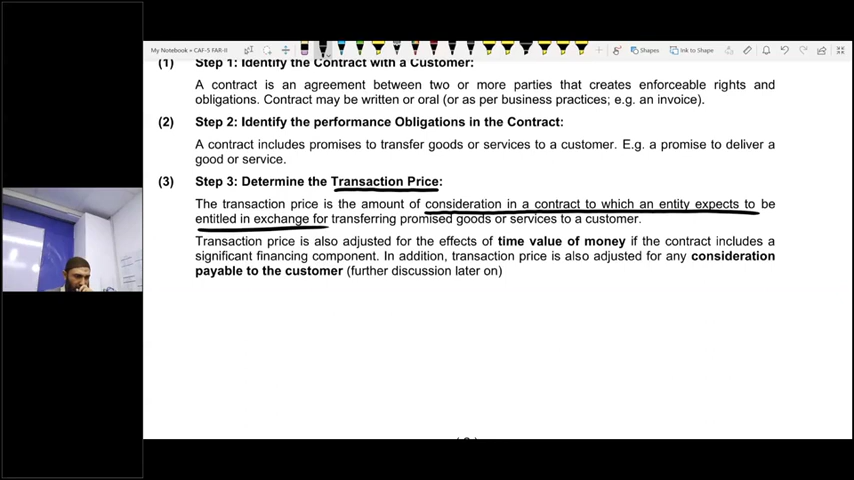 My Notebook » CAF-5 FAR-II
Shapes
Ink to Shape
(1) Step 1: Identify the Contract with a Customer:
A contract is an agreement between two or more parties that creates enforceable rights and
obligations. Contract may be written or oral (or as per business practices; e.g. an invoice).
(2) Step 2: Identify the performance Obligations in the Contract:
A contract includes promises to transfer goods or services to a customer. E.g. a promise to deliver a
good or service.
(3) Step 3: Determine the Transaction Price:
The transaction price is the amount of consideration in a contract to which an entity expects to be
entitled in exchange for transferring promised goods or services to a customer.
Transaction price is also adjusted for the effects of time value of money if the contract includes a
significant financing component. In addition, transaction price is also adjusted for any consideration
payable to the customer (further discussion later on)